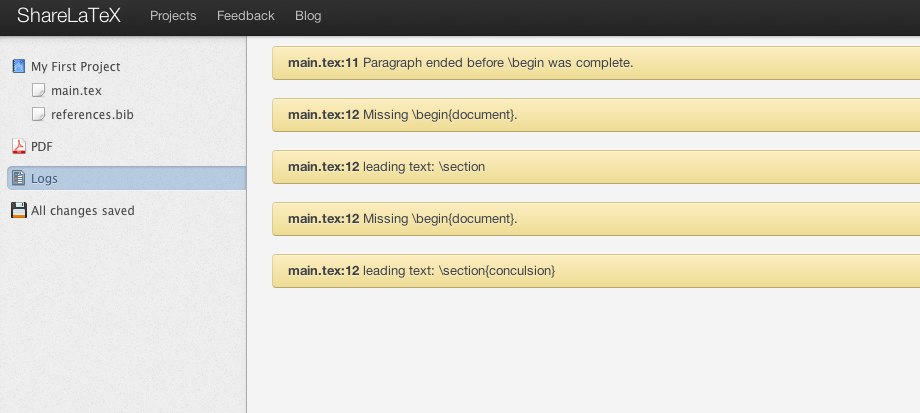 ShareLaTeX Projects Feedback Blog
My First Project
main.tex
references.bib
PDF
Logs
All changes saved
main.tex:11 Paragraph ended before \begin was complete.
main.tex:12 Missing \begin{document}.
main.tex:12 leading text: \section
main.tex:12 Missing \begin{document}.
main.tex:12 leading text: \section{conculsion}